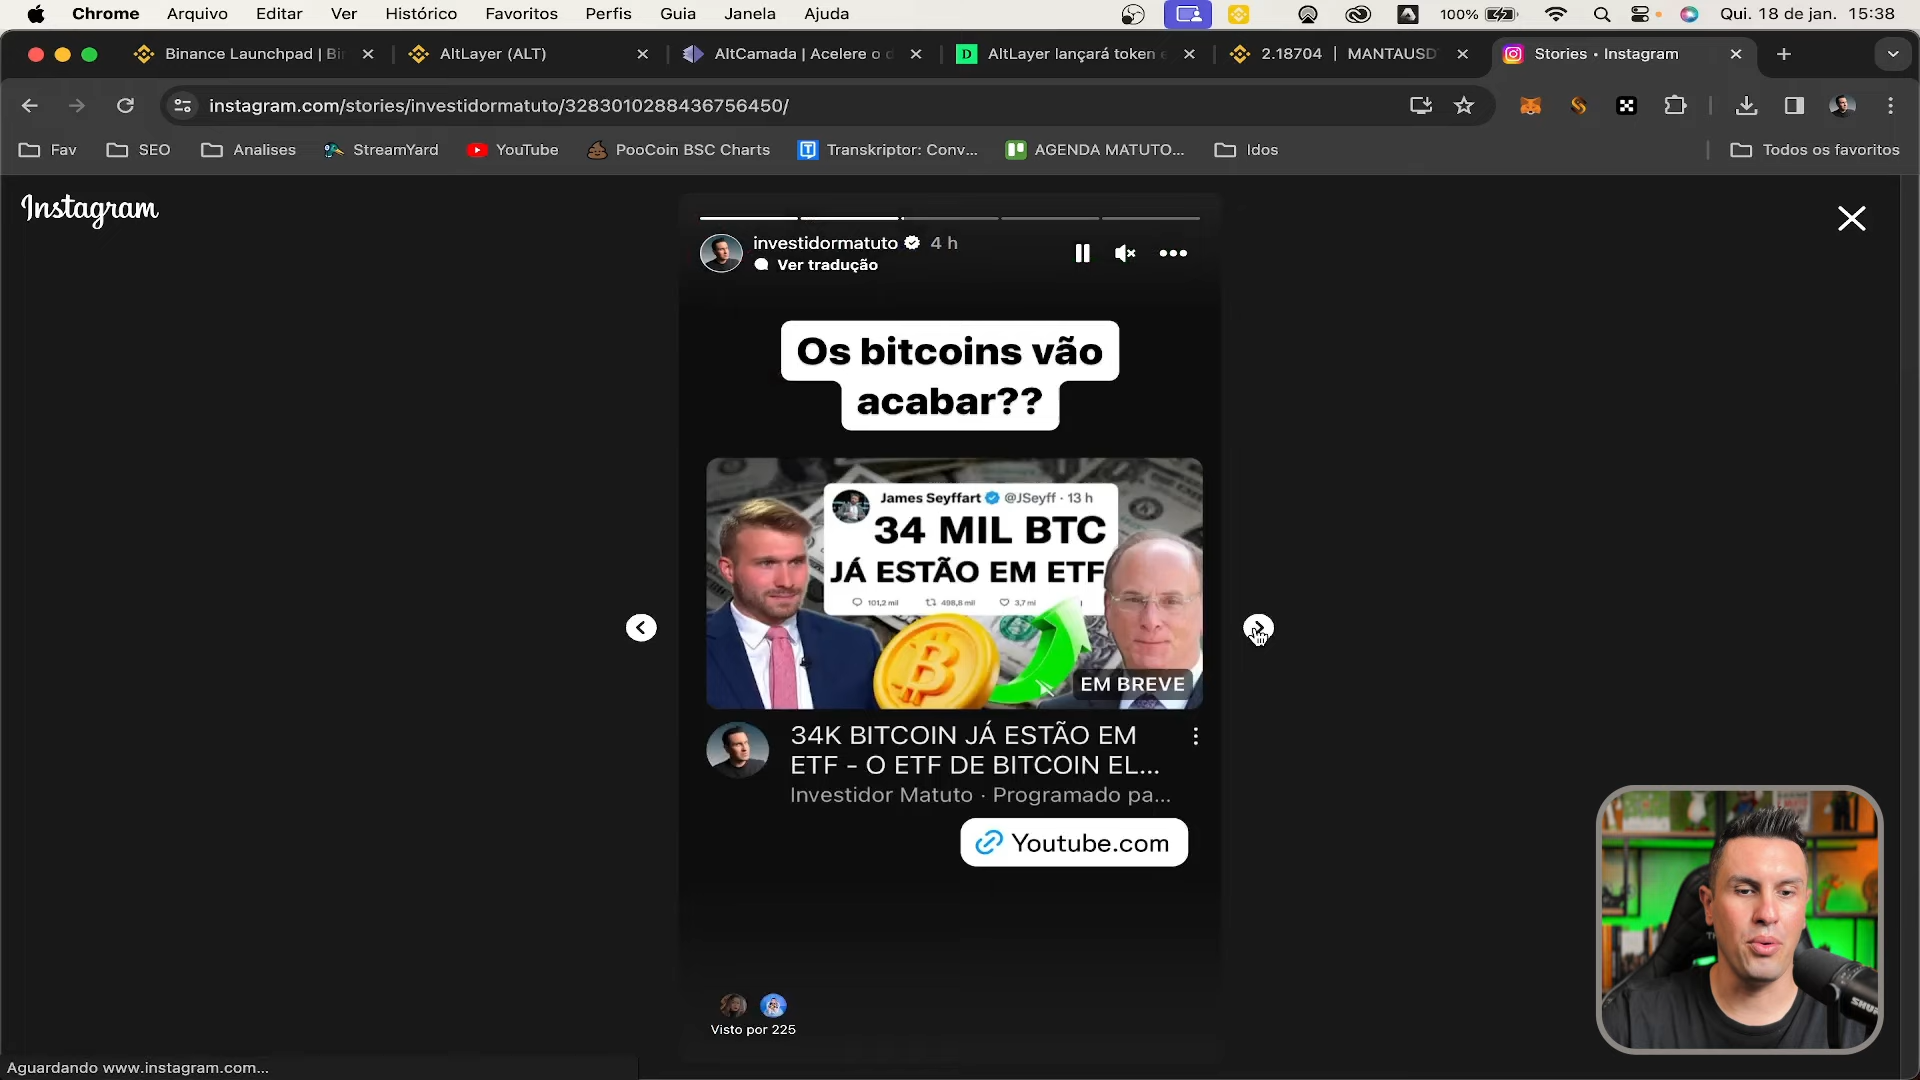 Chrome Arquivo Editar Ver Histórico Favoritos Perfis Guia Janela Ajuda 100% Qui. 18 de jan. 15:38
Binance Launchpad | Bi AltLayer (ALT) AltCamada | Acelere o d AltLayer lançará token e 2.18704 | MANTAUSD Stories • Instagram
instagram.com/stories/investidormatuto/3283010288436756450/
Fav SEO Analises StreamYard YouTube PooCoin BSC Charts Transkriptor: Conv... AGENDA MATUTO... Idos Todos os favoritos
Instagram
investidormatuto 4 h
Ver tradução
Os bitcoins vão
acabar??
James Seyffart @JSeyff · 13 h
34 MIL BTC
JÁ ESTÃO EM ETF
101,2 mil 498,8 mil 3,7 mil
EM BREVE
34K BITCOIN JÁ ESTÃO EM
ETF - O ETF DE BITCOIN EL...
Investidor Matuto · Programado pa...
Youtube.com
Visto por 225
Aguardando www.instagram.com...